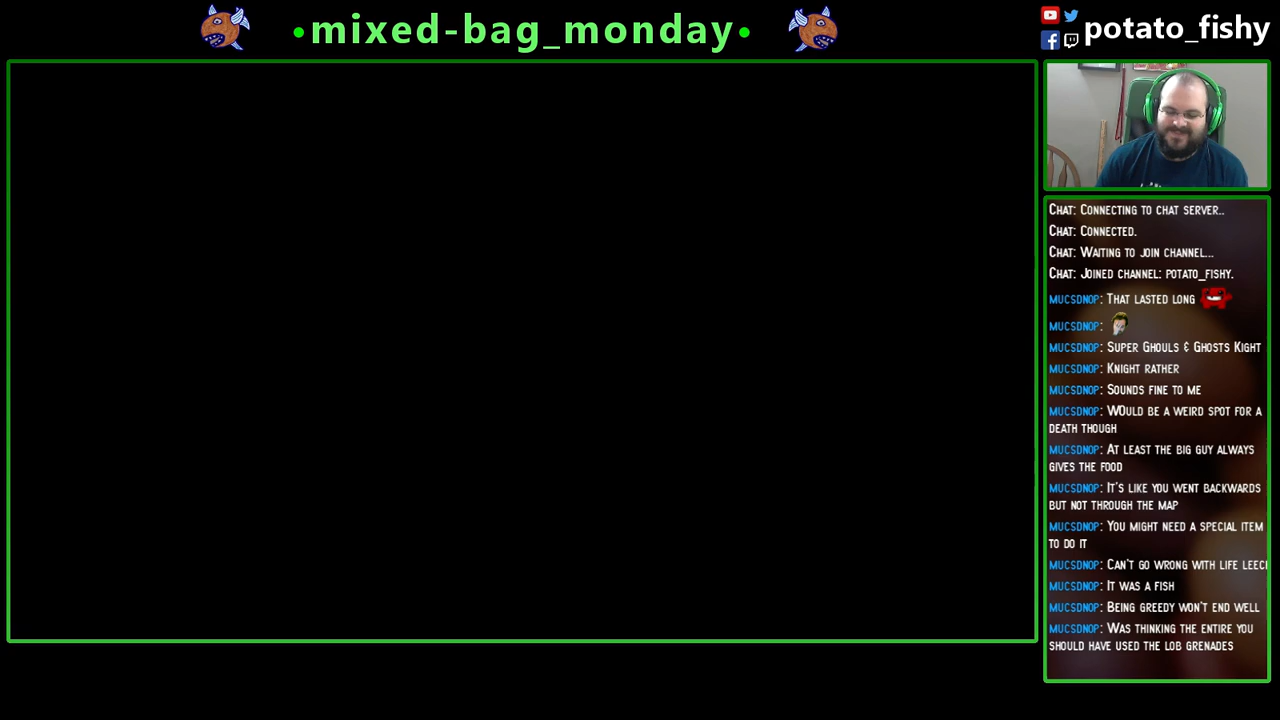 •mixed-bag_monday•
potato_fishy
Chat: Connecting to chat server..
Chat: Connected.
Chat: Waiting to join channel...
Chat: Joined channel: potato_fishy.
mucsdnop: That lasted long
mucsdnop:
mucsdnop: Super Ghouls & Ghosts Kight
mucsdnop: Knight rather
mucsdnop: Sounds fine to me
mucsdnop: WOuld be a weird spot for a
death though
mucsdnop: At least the big guy always
gives the food
mucsdnop: It's like you went backwards
but not through the map
mucsdnop: You might need a special item
to do it
mucsdnop: Can't go wrong with life leec
mucsdnop: It was a fish
mucsdnop: Being greedy won't end well
mucsdnop: Was thinking the entire you
should have used the lob grenades